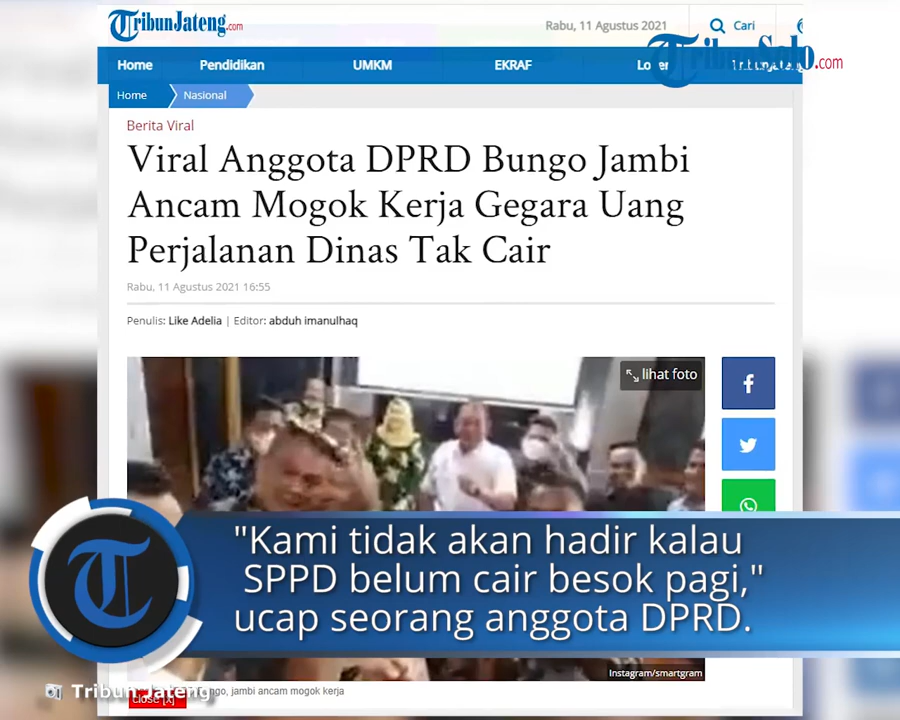 TribunJateng.com
Rabu, 11 Agustus 2021
Cari
TribunSolo.com
Home
Pendidikan
UMKM
EKRAF
Home
Nasional
Berita Viral
Viral Anggota DPRD Bungo Jambi
Ancam Mogok Kerja Gegara Uang
Perjalanan Dinas Tak Cair
Rabu, 11 Agustus 2021 16:55
Penulis: Like Adelia | Editor: abduh imanulhaq
lihat foto
"Kami tidak akan hadir kalau
SPPD belum cair besok pagi,"
ucap seorang anggota DPRD.
Instagram/smartgram
Tribun Jateng
jambi ancam mogok kerja
close [X]